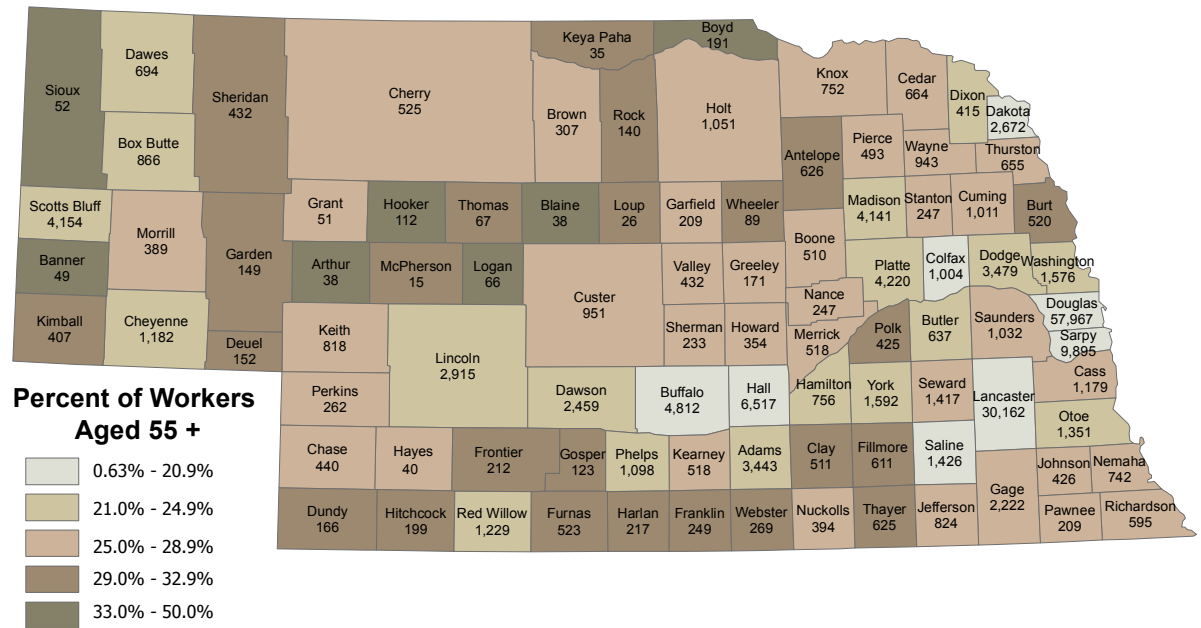 Boyd
191
Keya Paha
35
Dawes
694
Sioux
52
Sheridan
432
Cherry
525
Knox
752
Cedar
664
Dixon
415
Dakota
2,672
Brown
307
Rock
140
Holt
1,051
Box Butte
866
Antelope
626
Pierce
493
Wayne
943
Thurston
655
Scotts Bluff
4,154
Morrill
389
Grant
51
Hooker
112
Thomas
67
Blaine
38
Loup
26
Garfield
209
Wheeler
89
Madison
4,141
Stanton
247
Cuming
1,011
Burt
520
Banner
49
Garden
149
Arthur
38
McPherson
15
Logan
66
Custer
951
Valley
432
Greeley
171
Boone
510
Platte
4,220
Colfax
1,004
Dodge
3,479
Washington
1,576
Kimball
407
Cheyenne
1,182
Deuel
152
Keith
818
Lincoln
2,915
Sherman
233
Howard
354
Nance
247
Merrick
518
Polk
425
Butler
637
Saunders
1,032
Douglas
57,967
Sarpy
9,895
Perkins
262
Dawson
2,459
Buffalo
4,812
Hall
6,517
Hamilton
756
York
1,592
Seward
1,417
Lancaster
30,162
Cass
1,179
Otoe
1,351
Chase
440
Hayes
40
Frontier
212
Gosper
123
Phelps
1,098
Kearney
518
Adams
3,443
Clay
511
Fillmore
611
Saline
1,426
Gage
2,222
Johnson
426
Nemaha
742
Dundy
166
Hitchcock
199
Red Willow
1,229
Furnas
523
Harlan
217
Franklin
249
Webster
269
Nuckolls
394
Thayer
625
Jefferson
824
Pawnee
209
Richardson
595
Percent of Workers
Aged 55 +
0.63% - 20.9%
21.0% - 24.9%
25.0% - 28.9%
29.0% - 32.9%
33.0% - 50.0%